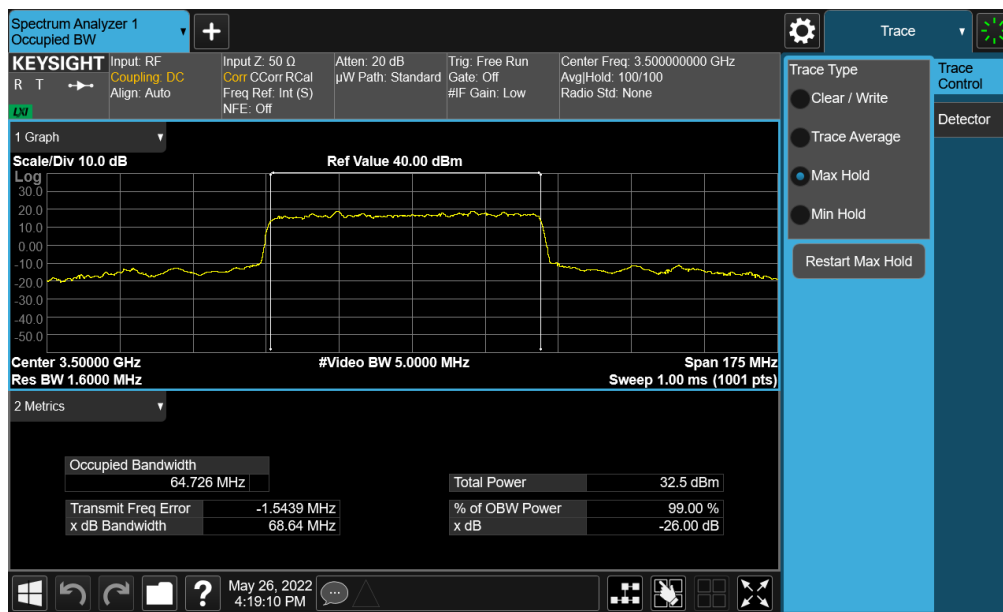 Spectrum Analyzer 1
Occupied BW
+
Trace
KEYSIGHT
R T
LXI
Input: RF
Coupling: DC
Align: Auto
Input Z: 50 Ω
Corr CCorr RCal
Freq Ref: Int (S)
NFE: Off
Atten: 20 dB
µW Path: Standard
Trig: Free Run
Gate: Off
#IF Gain: Low
Center Freq: 3.500000000 GHz
Avg|Hold: 100/100
Radio Std: None
Trace Type
Clear / Write
Trace Average
Max Hold
Min Hold
Restart Max Hold
Trace
Control
Detector
1 Graph
Scale/Div 10.0 dB
Ref Value 40.00 dBm
Log
30.0
20.0
10.0
0.00
-10.0
-20.0
-30.0
-40.0
-50.0
Center 3.50000 GHz
#Video BW 5.0000 MHz
Span 175 MHz
Res BW 1.6000 MHz
Sweep 1.00 ms (1001 pts)
2 Metrics
Occupied Bandwidth
64.726 MHz
Total Power 32.5 dBm
Transmit Freq Error -1.5439 MHz
% of OBW Power 99.00 %
x dB Bandwidth 68.64 MHz
x dB -26.00 dB
?
May 26, 2022
4:19:10 PM